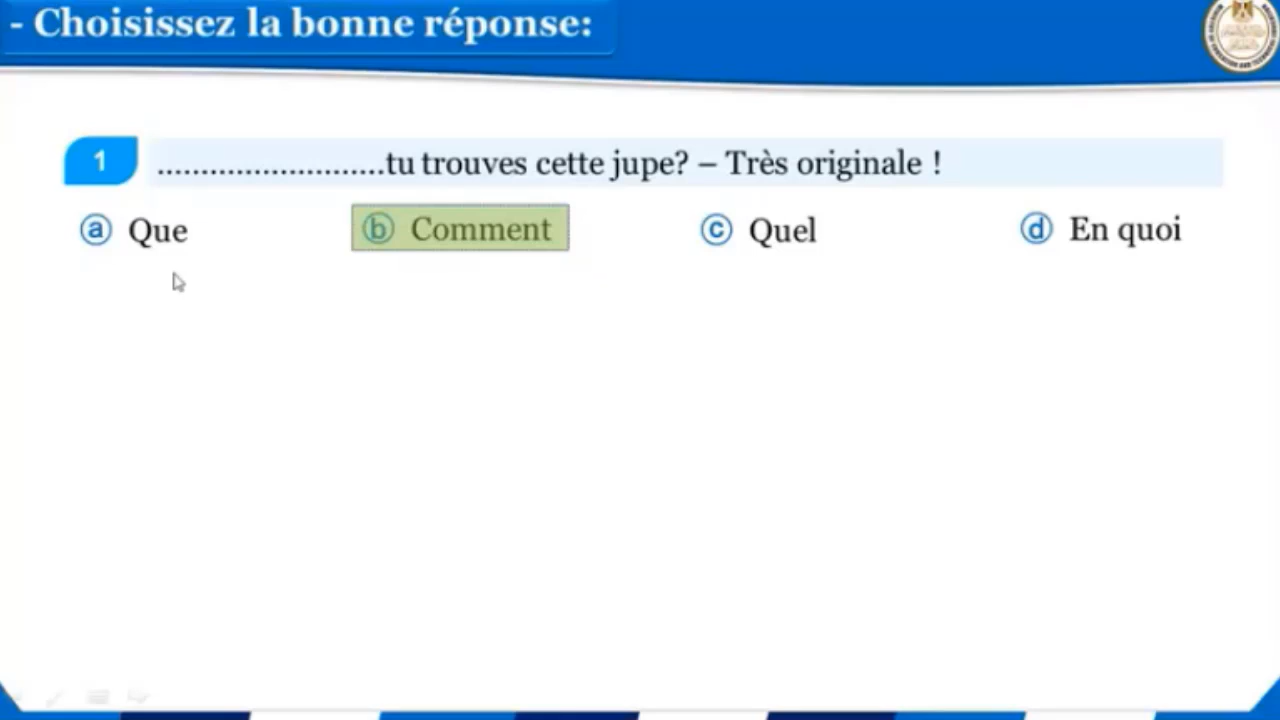 - Choisissez la bonne réponse:
1 ..........................tu trouves cette jupe? – Très originale !
ⓐ Que ⓑ Comment ⓒ Quel ⓓ En quoi